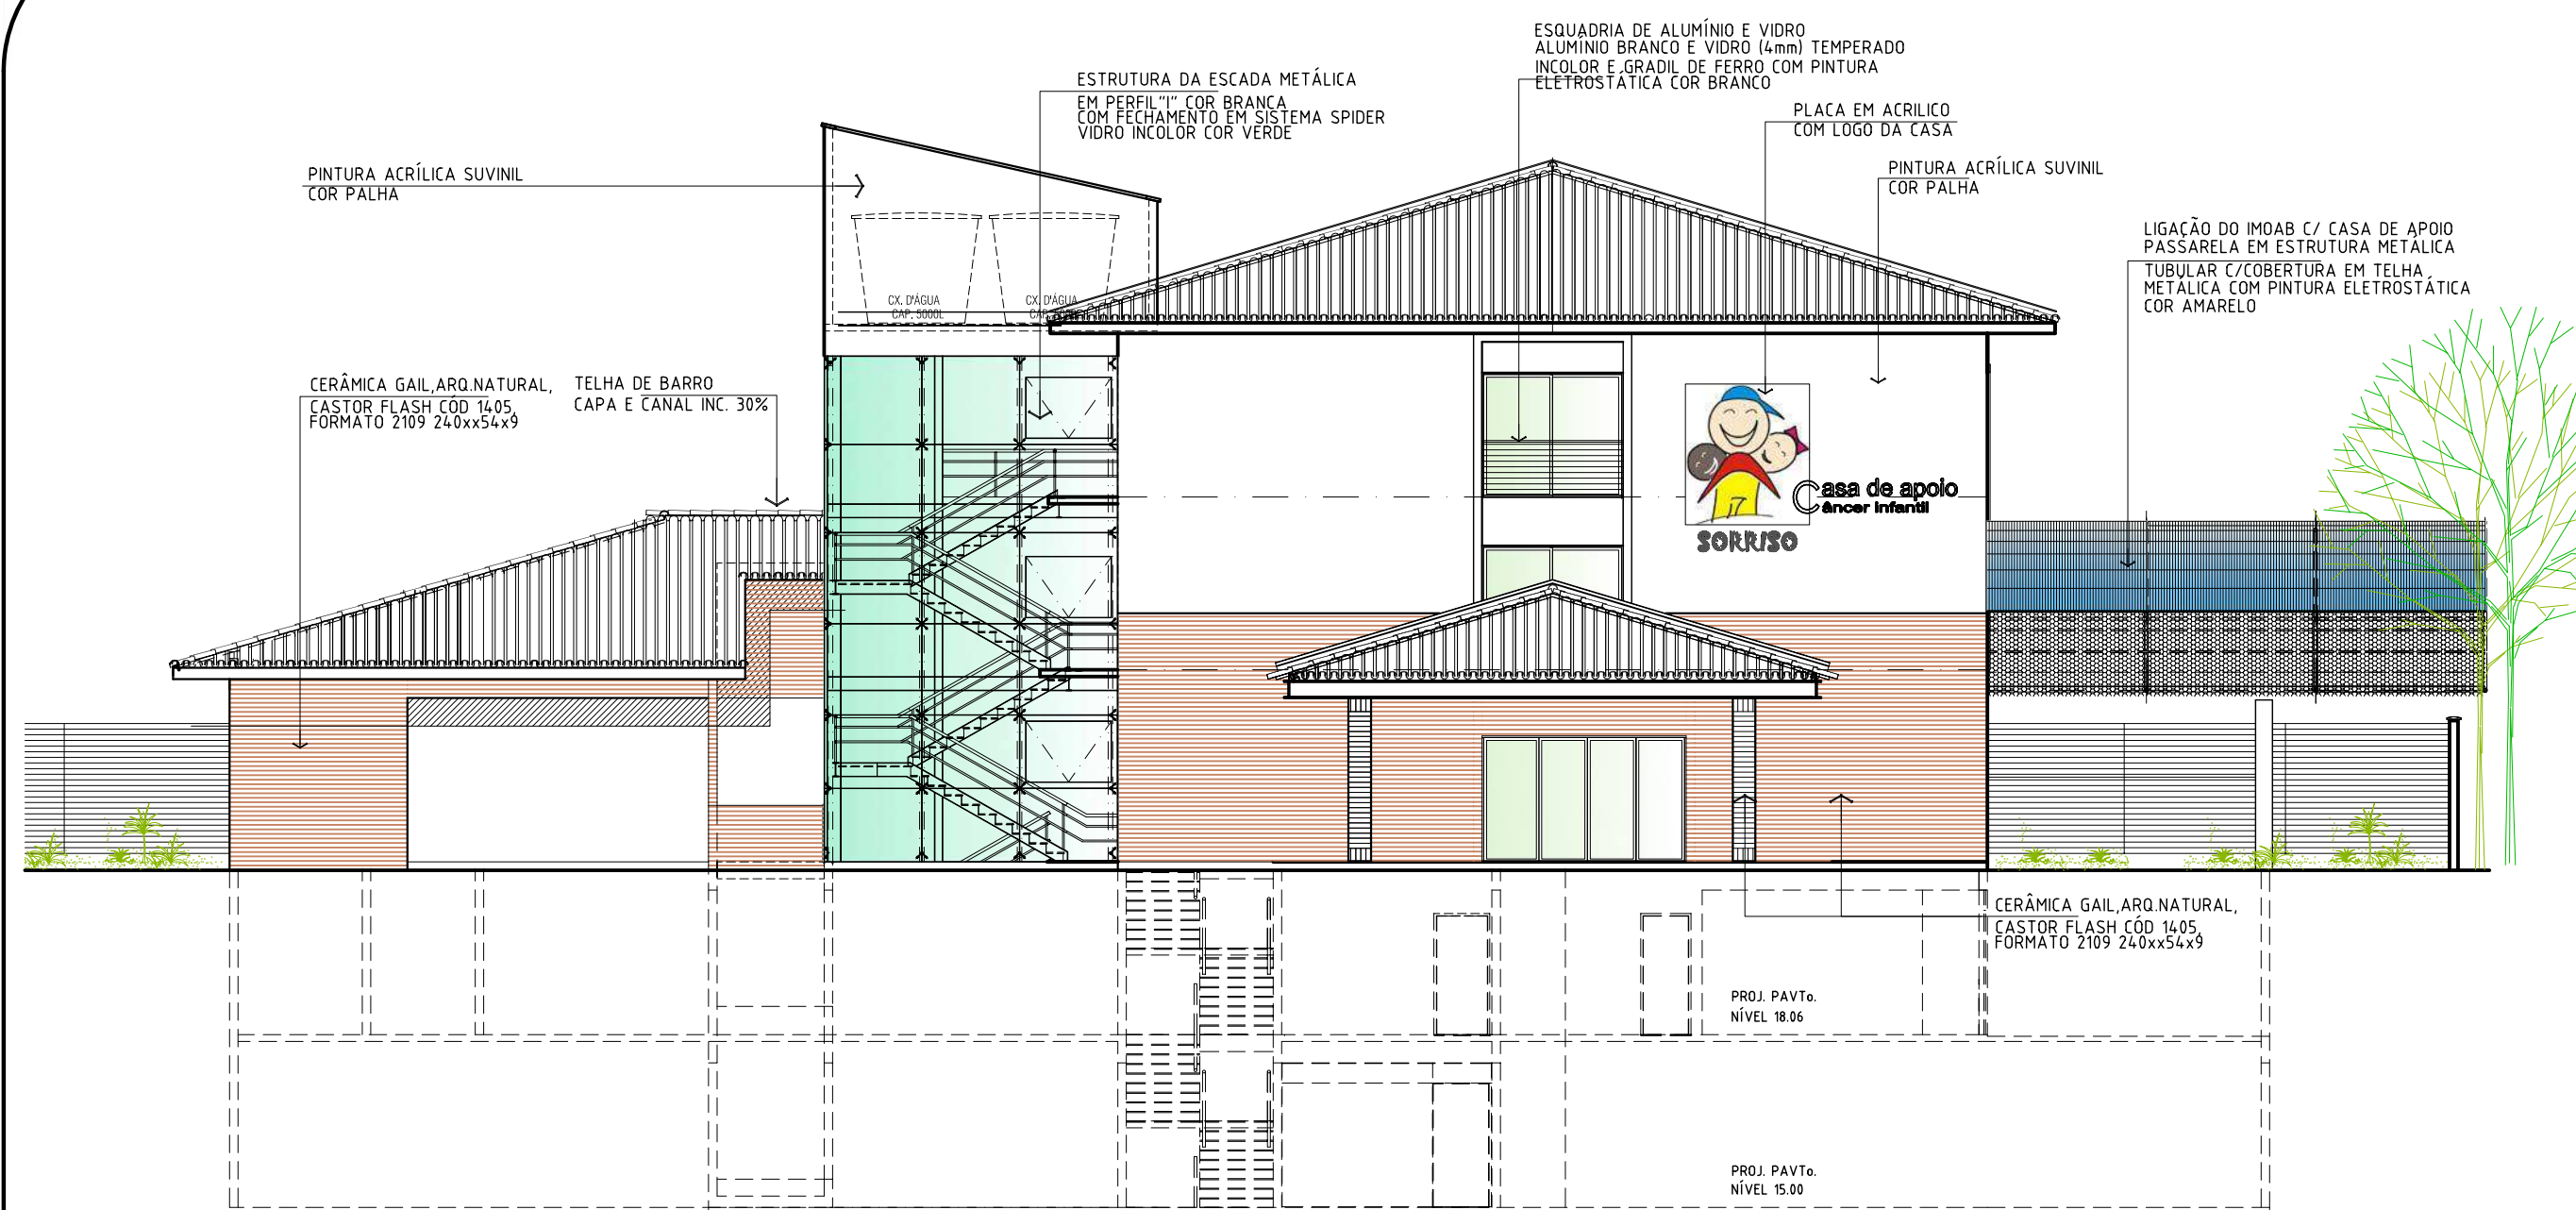 ESQUADRIA DE ALUMÍNIO E VIDRO
ALUMÍNIO BRANCO E VIDRO (4mm) TEMPERADO
INCOLOR E GRADIL DE FERRO COM PINTURA
ELETROSTÁTICA COR BRANCO
ESTRUTURA DA ESCADA METÁLICA
EM PERFIL"I" COR BRANCA
COM FECHAMENTO EM SISTEMA SPIDER
VIDRO INCOLOR COR VERDE
PLACA EM ACRILICO
COM LOGO DA CASA
PINTURA ACRÍLICA SUVINIL
COR PALHA
PINTURA ACRÍLICA SUVINIL
COR PALHA
LIGAÇÃO DO IMOAB C/ CASA DE APOIO
PASSARELA EM ESTRUTURA METÁLICA
TUBULAR C/COBERTURA EM TELHA
METÁLICA COM PINTURA ELETROSTÁTICA
COR AMARELO
CX. D'ÁGUA
CAP. 5000L
CX. D'ÁGUA
CERÂMICA GAIL,ARQ.NATURAL,
CASTOR FLASH CÓD 1405,
FORMATO 2109 240xx54x9
TELHA DE BARRO
CAPA E CANAL INC. 30%
Casa de apoio
Câncer infantil
SORRISO
CERÂMICA GAIL,ARQ.NATURAL,
CASTOR FLASH CÓD 1405,
FORMATO 2109 240xx54x9
PROJ. PAVTo.
NÍVEL 18.06
PROJ. PAVTo.
NÍVEL 15.00